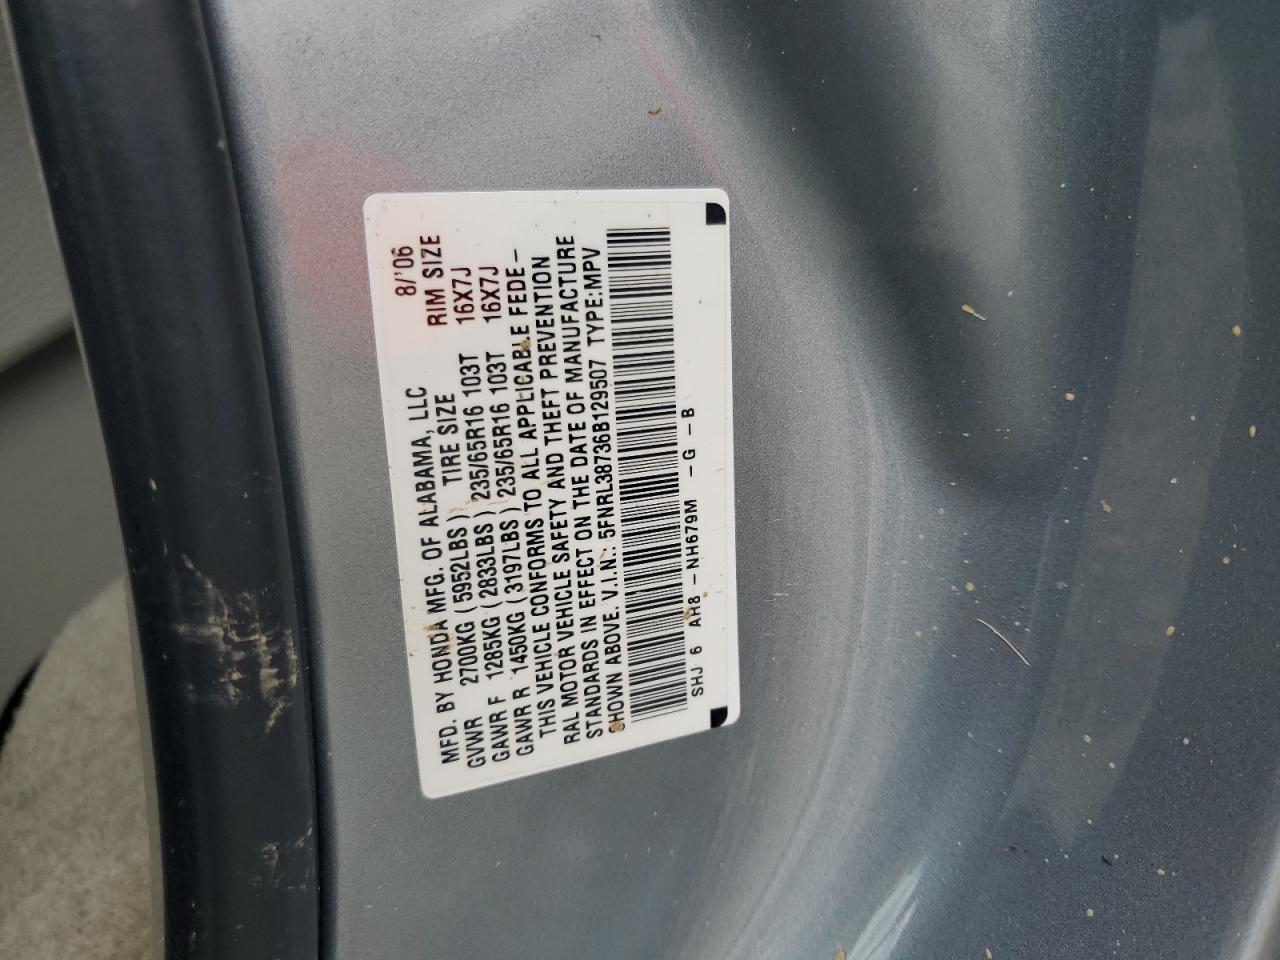 MFD. BY HONDA MFG. OF ALABAMA, LLC 8/'06
GVWR 2700KG ( 5952LBS ) TIRE SIZE RIM SIZE
GAWR F 1285KG ( 2833LBS ) 235/65R16 103T 16X7J
GAWR R 1450KG ( 3197LBS ) 235/65R16 103T 16X7J
THIS VEHICLE CONFORMS TO ALL APPLICABLE FEDE-
RAL MOTOR VEHICLE SAFETY AND THEFT PREVENTION
STANDARDS IN EFFECT ON THE DATE OF MANUFACTURE
SHOWN ABOVE. V.I.N.: 5FNRL38736B129507 TYPE:MPV
SHJ 6 AH8 -NH679M -G -B